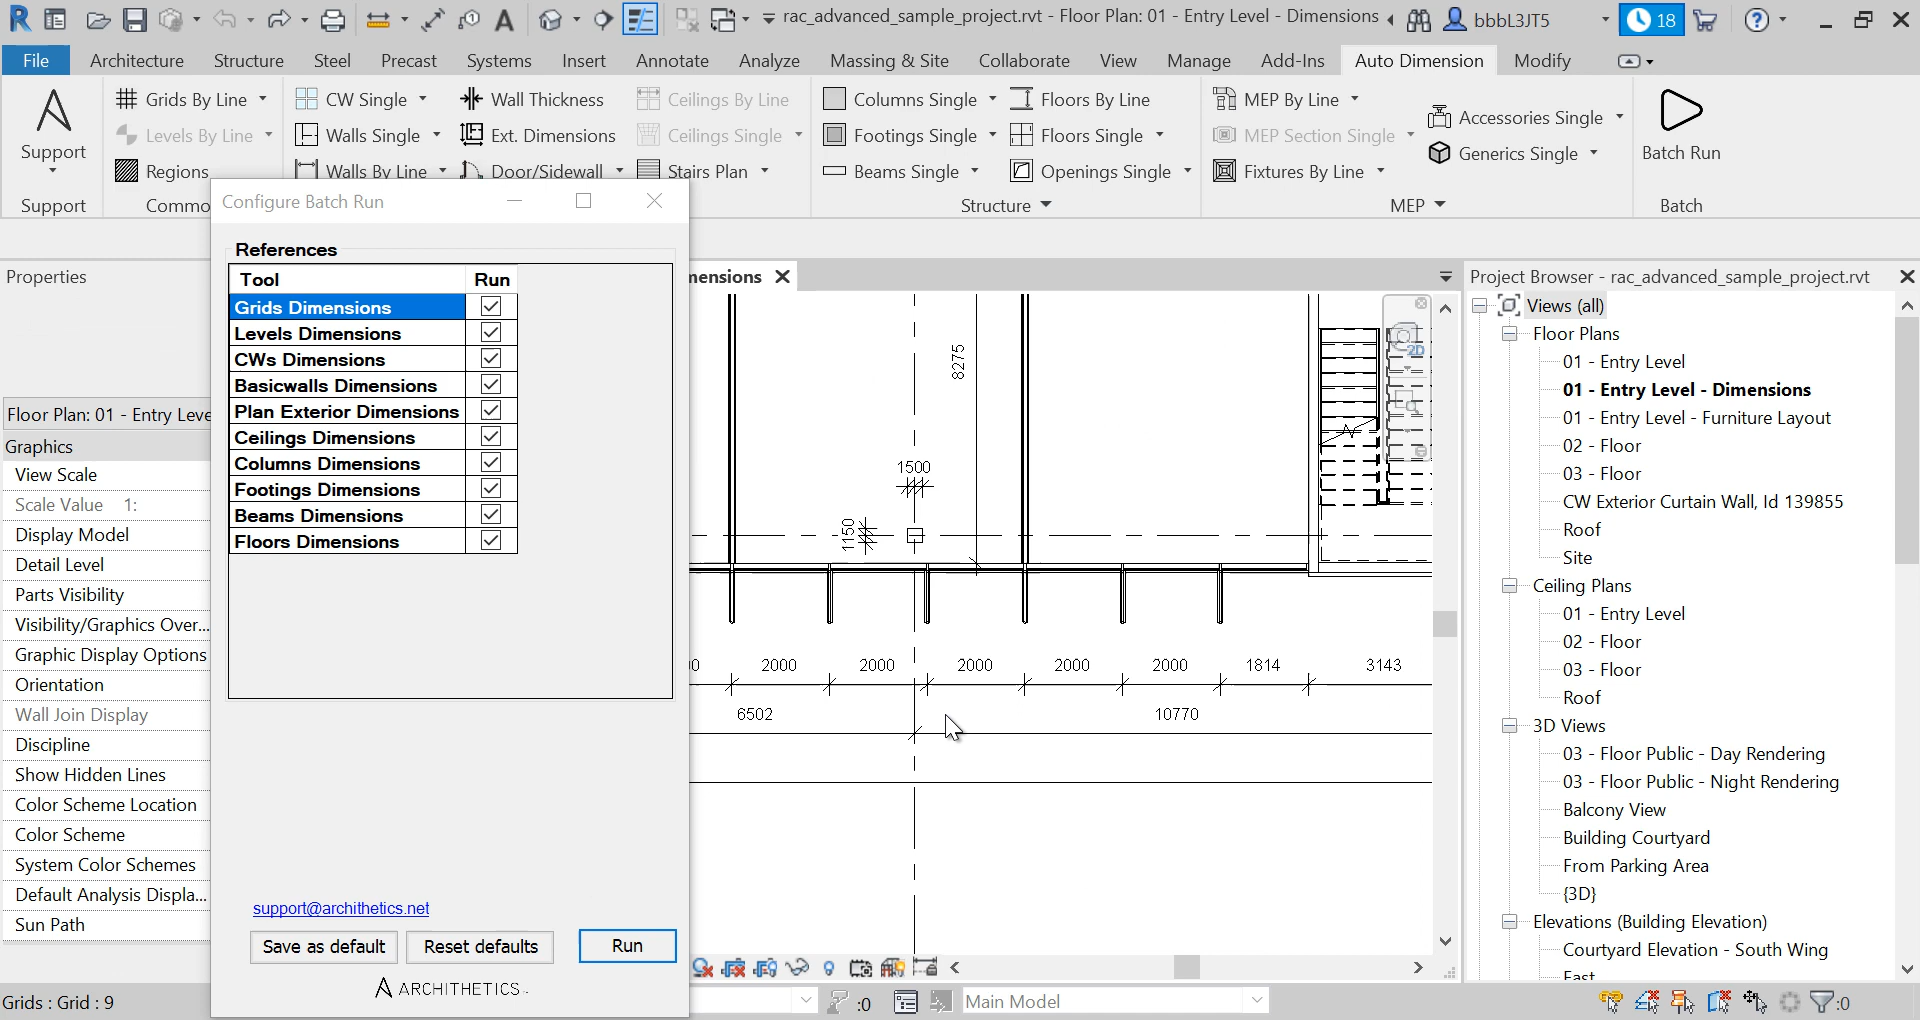 rac_advanced_sample_project.rvt - Floor Plan: 01 - Entry Level - Dimensions
bbbL3JT5
18
File Architecture Structure Steel Precast Systems Insert Annotate Analyze Massing & Site Collaborate View Manage Add-Ins Auto Dimension Modify
Grids By Line CW Single Wall Thickness Ceilings By Line Columns Single Floors By Line MEP By Line
Accessories Single
Levels By Line Walls Single Ext. Dimensions Ceilings Single Footings Single Floors Single MEP Section Single
Support Generics Single Batch Run
Regions Walls By Line Door/Sidewall Stairs Plan Beams Single Openings Single Fixtures By Line
Support Commo Structure MEP Batch
Configure Batch Run
References
Tool Run
Grids Dimensions
Levels Dimensions
CWs Dimensions
Basicwalls Dimensions
Plan Exterior Dimensions
Ceilings Dimensions
Columns Dimensions
Footings Dimensions
Beams Dimensions
Floors Dimensions
support@archithetics.net
Save as default Reset defaults Run
ARCHITHETICS
Properties
Floor Plan: 01 - Entry Leve
Graphics
View Scale
Scale Value 1:
Display Model
Detail Level
Parts Visibility
Visibility/Graphics Over...
Graphic Display Options
Orientation
Wall Join Display
Discipline
Show Hidden Lines
Color Scheme Location
Color Scheme
System Color Schemes
Default Analysis Displa...
Sun Path
Grids : Grid : 9
mensions
8275
1500
1150
2D
0 2000 2000 2000 2000 2000 1814 3143
6502 10770
:0 Main Model :0
Project Browser - rac_advanced_sample_project.rvt
Views (all)
Floor Plans
01 - Entry Level
01 - Entry Level - Dimensions
01 - Entry Level - Furniture Layout
02 - Floor
03 - Floor
CW Exterior Curtain Wall, Id 139855
Roof
Site
Ceiling Plans
01 - Entry Level
02 - Floor
03 - Floor
Roof
3D Views
03 - Floor Public - Day Rendering
03 - Floor Public - Night Rendering
Balcony View
Building Courtyard
From Parking Area
{3D}
Elevations (Building Elevation)
Courtyard Elevation - South Wing
East